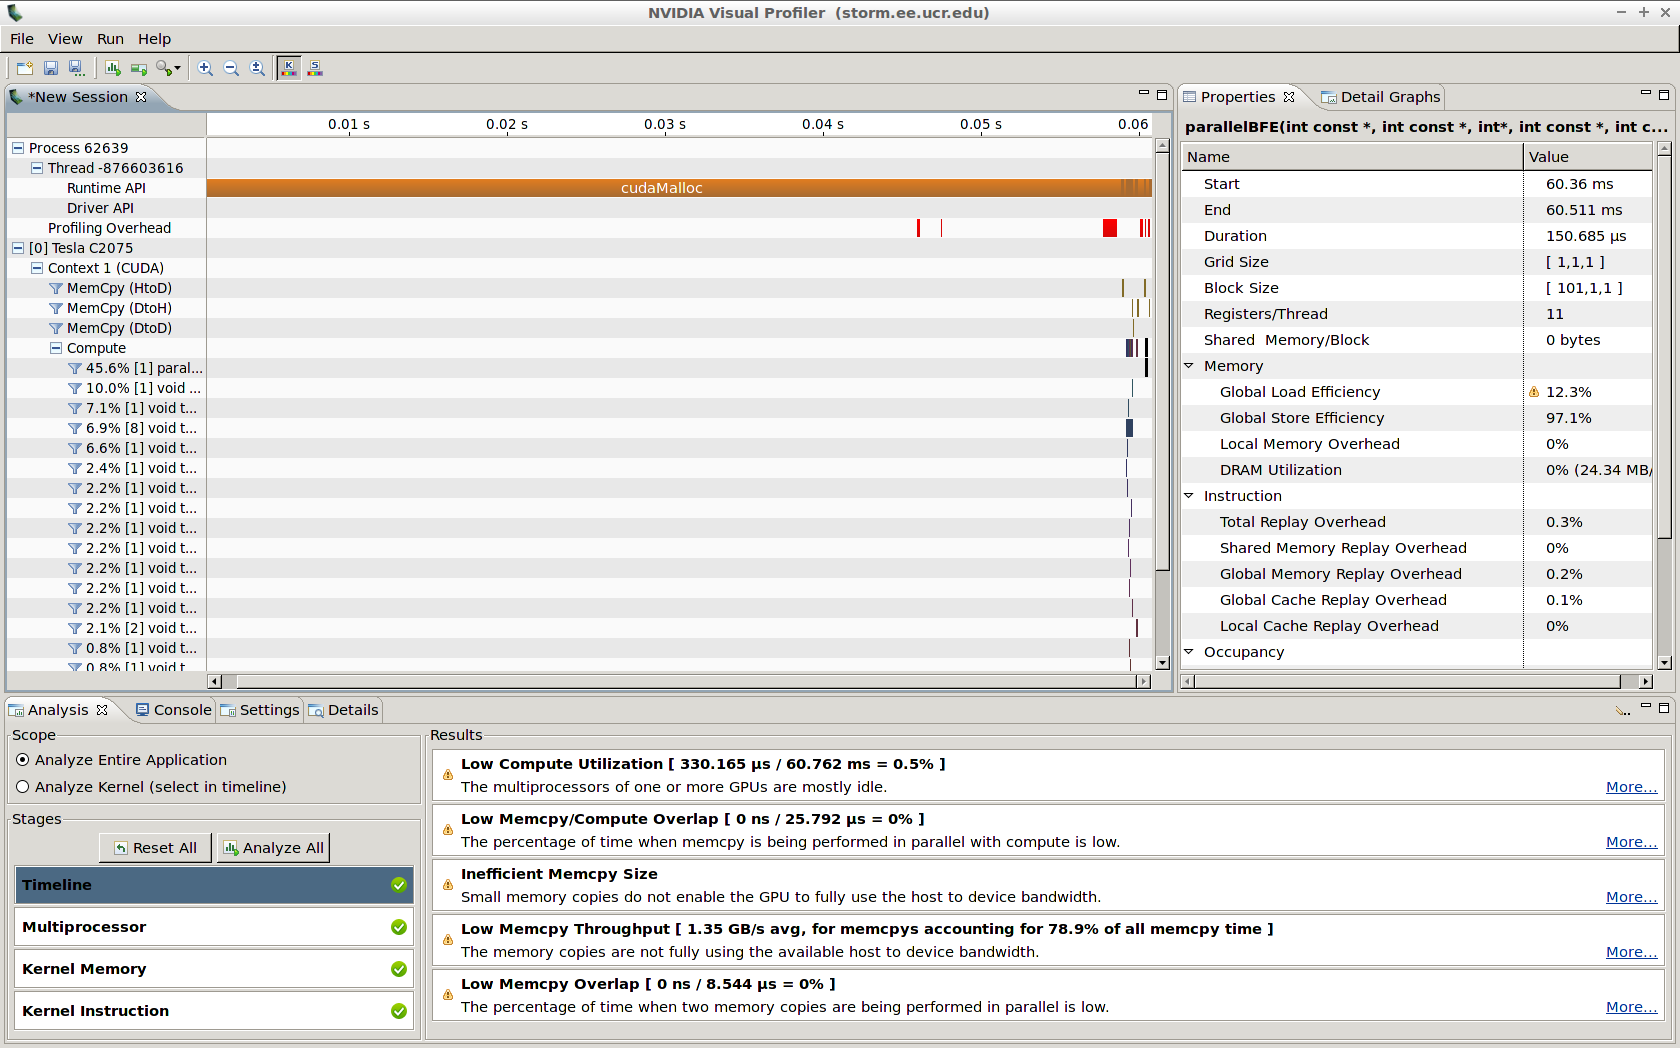 NVIDIA Visual Profiler (storm.ee.ucr.edu)
File View Run Help
*New Session
0.01 s 0.02 s 0.03 s 0.04 s 0.05 s 0.06
Process 62639
Thread -876603616
Runtime API cudaMalloc
Driver API
Profiling Overhead
[0] Tesla C2075
Context 1 (CUDA)
MemCpy (HtoD)
MemCpy (DtoH)
MemCpy (DtoD)
Compute
45.6% [1] paral...
10.0% [1] void ...
7.1% [1] void t...
6.9% [8] void t...
6.6% [1] void t...
2.4% [1] void t...
2.2% [1] void t...
2.2% [1] void t...
2.2% [1] void t...
2.2% [1] void t...
2.2% [1] void t...
2.2% [1] void t...
2.2% [1] void t...
2.1% [2] void t...
0.8% [1] void t...
0.8% [1] void t
Properties Detail Graphs
parallelBFE(int const *, int const *, int*, int const *, int c...
Name Value
Start 60.36 ms
End 60.511 ms
Duration 150.685 µs
Grid Size [ 1,1,1 ]
Block Size [ 101,1,1 ]
Registers/Thread 11
Shared Memory/Block 0 bytes
Memory
Global Load Efficiency 12.3%
Global Store Efficiency 97.1%
Local Memory Overhead 0%
DRAM Utilization 0% (24.34 MB/
Instruction
Total Replay Overhead 0.3%
Shared Memory Replay Overhead 0%
Global Memory Replay Overhead 0.2%
Global Cache Replay Overhead 0.1%
Local Cache Replay Overhead 0%
Occupancy
Analysis Console Settings Details
Scope
Analyze Entire Application
Analyze Kernel (select in timeline)
Stages
Reset All Analyze All
Timeline
Multiprocessor
Kernel Memory
Kernel Instruction
Results
Low Compute Utilization [ 330.165 µs / 60.762 ms = 0.5% ]
The multiprocessors of one or more GPUs are mostly idle. More...
Low Memcpy/Compute Overlap [ 0 ns / 25.792 µs = 0% ]
The percentage of time when memcpy is being performed in parallel with compute is low. More...
Inefficient Memcpy Size
Small memory copies do not enable the GPU to fully use the host to device bandwidth. More...
Low Memcpy Throughput [ 1.35 GB/s avg, for memcpys accounting for 78.9% of all memcpy time ]
The memory copies are not fully using the available host to device bandwidth. More...
Low Memcpy Overlap [ 0 ns / 8.544 µs = 0% ]
The percentage of time when two memory copies are being performed in parallel is low. More...